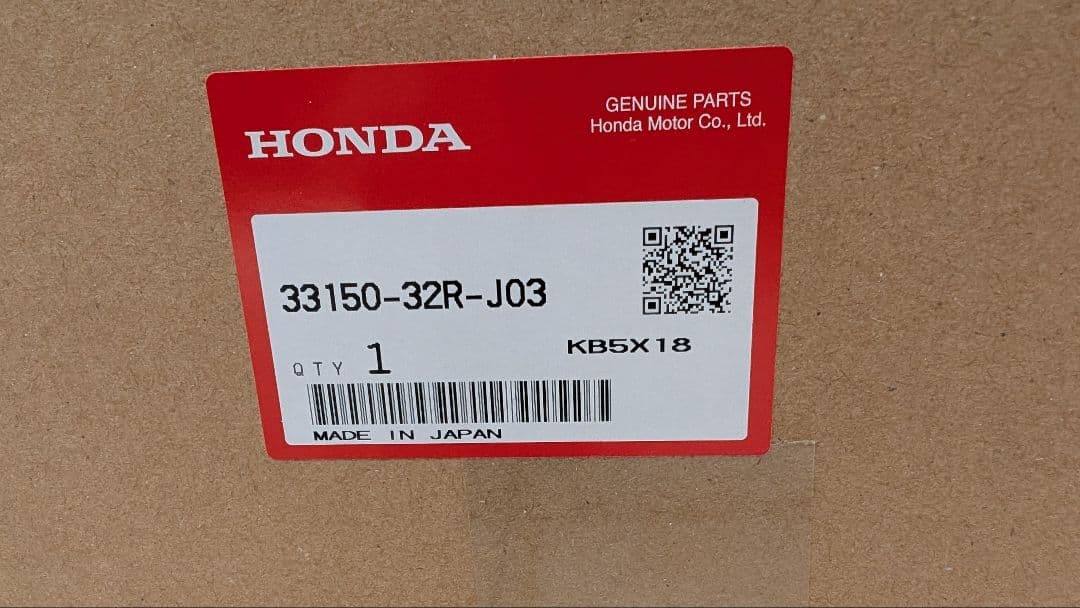 HONDA
GENUINE PARTS
Honda Motor Co., Ltd.
33150-32R-J03
KB5X18
QTY 1
MADE IN JAPAN